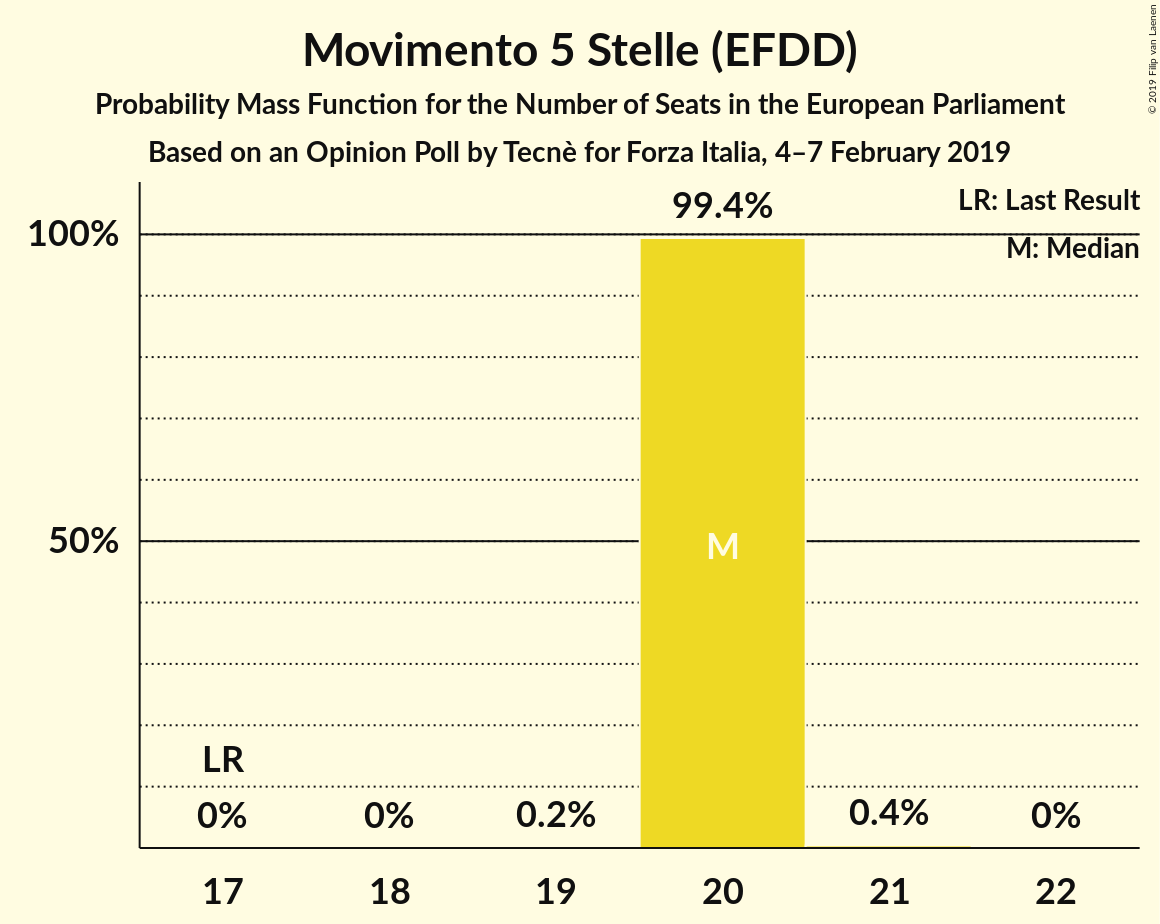 Movimento 5 Stelle (EFDD)
Probability Mass Function for the Number of Seats in the European Parliament
Based on an Opinion Poll by Tecnè for Forza Italia, 4–7 February 2019
© 2019 Filip van Laenen
LR: Last Result
M: Median
99.4%
100%
50%
M
LR
0%
0%
0.2%
0.4%
0%
17
18
19
20
21
22